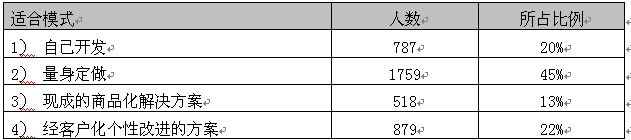 适合模式 人数 所占比例
1） 自己开发 787 20%
2） 量身定做 1759 45%
3） 现成的商品化解决方案 518 13%
4） 经客户化个性改进的方案 879 22%